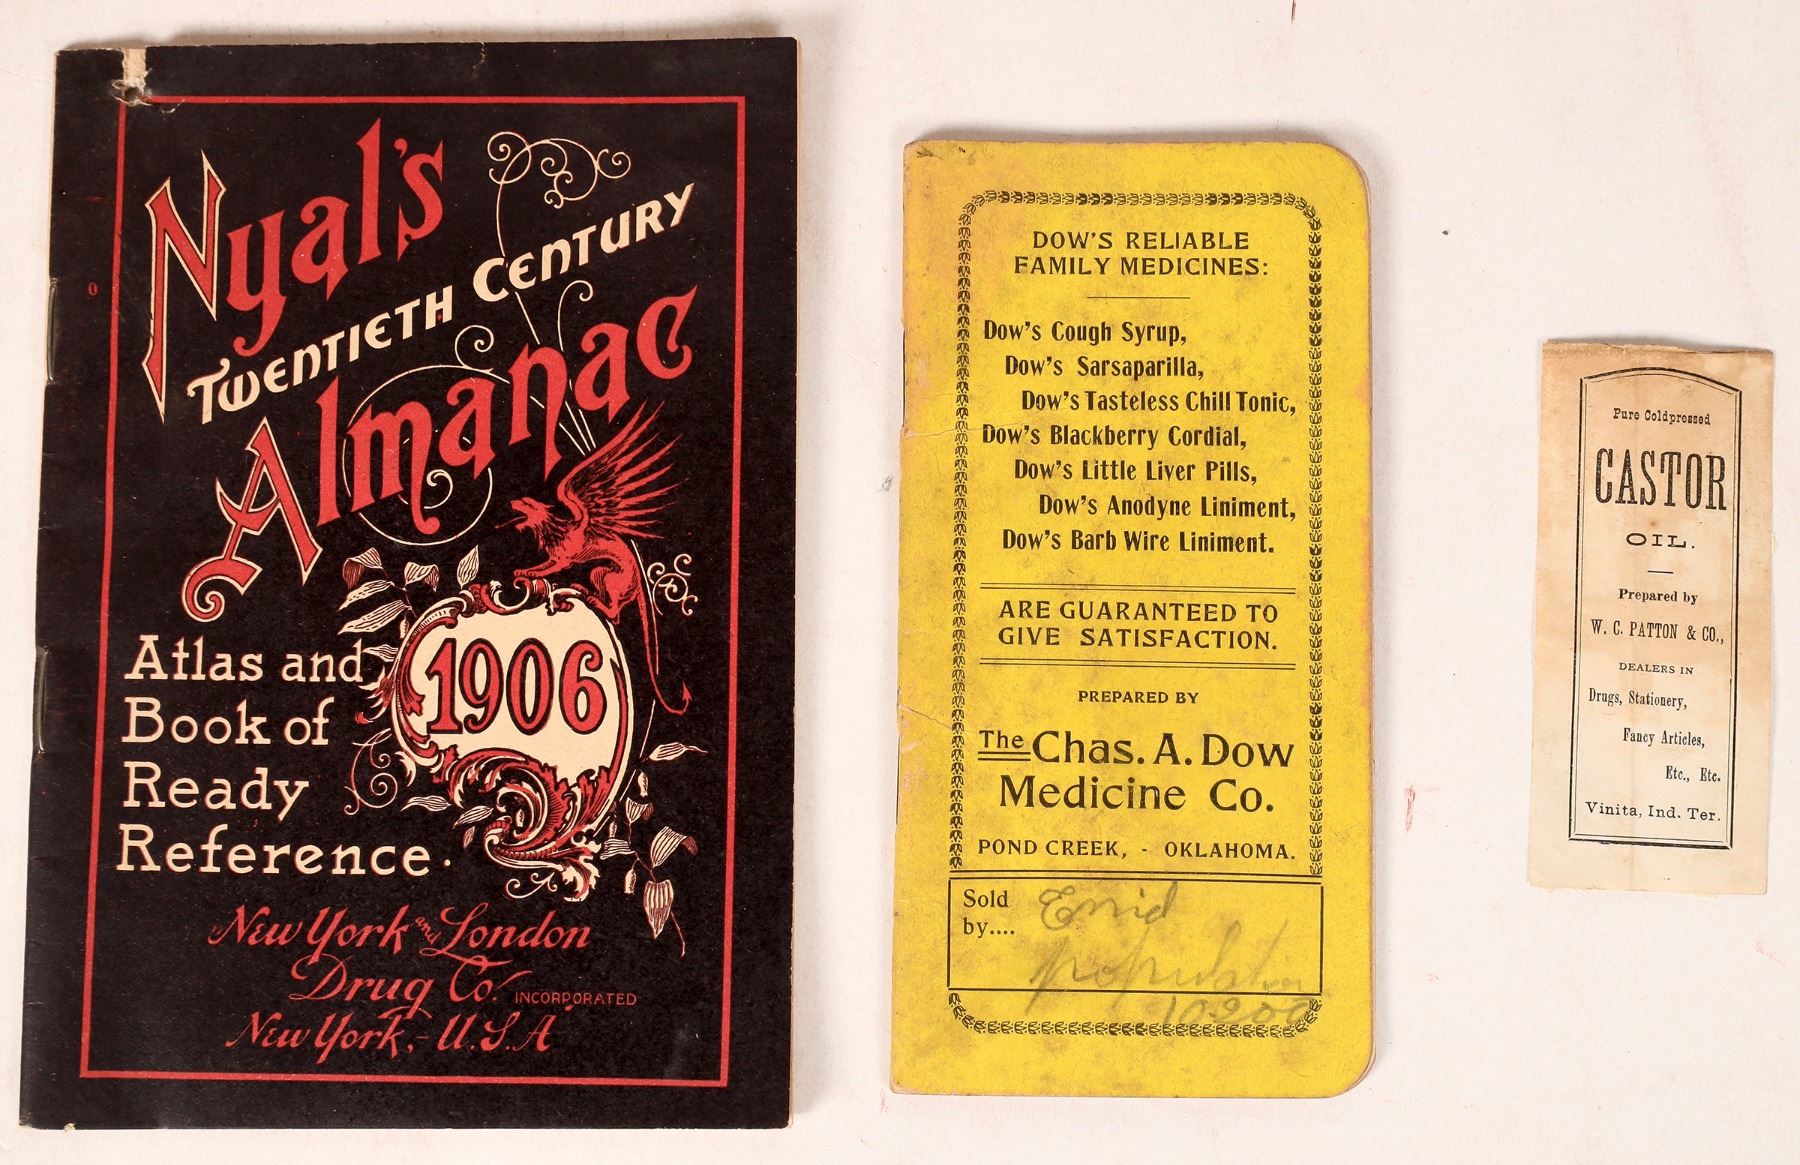 Nyal's
Twentieth Century
Almanac
1906
Atlas and
Book of
Ready
Reference.
New York and London
Drug Co. INCORPORATED
New York, - U.S.A
DOW'S RELIABLE
FAMILY MEDICINES:
Dow's Cough Syrup,
Dow's Sarsaparilla,
Dow's Tasteless Chill Tonic,
Dow's Blackberry Cordial,
Dow's Little Liver Pills,
Dow's Anodyne Liniment,
Dow's Barb Wire Liniment.
ARE GUARANTEED TO
GIVE SATISFACTION.
PREPARED BY
The Chas. A. Dow
Medicine Co.
POND CREEK, - OKLAHOMA.
Sold
by....
Enid
population
10200
Pure Coldpressed
CASTOR
OIL.
Prepared by
W. C. PATTON & CO.,
DEALERS IN
Drugs, Stationery,
Fancy Articles,
Etc., Etc.
Vinita, Ind. Ter.